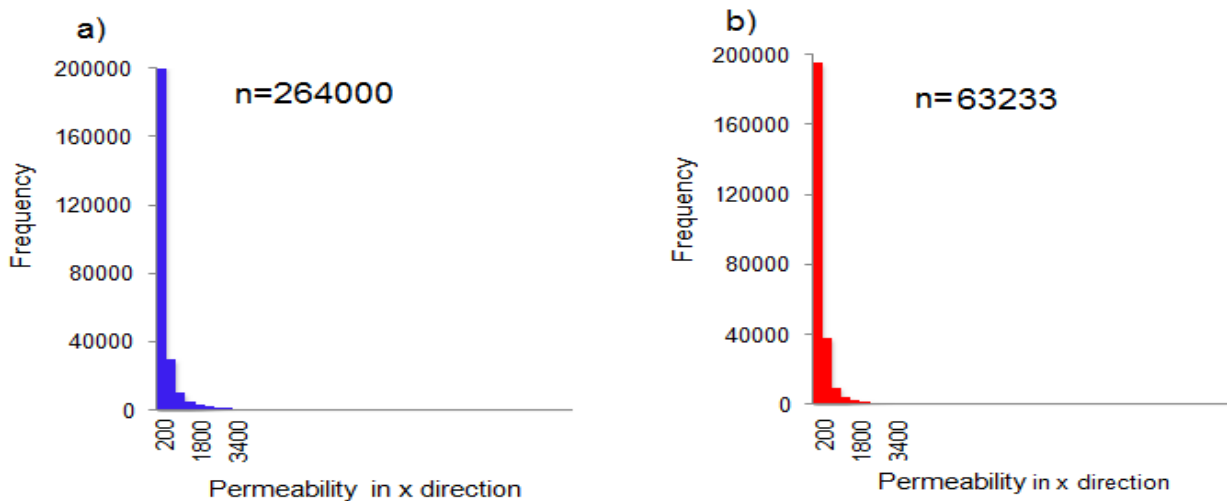 a)
n=264000
Frequency
200000
160000
120000
80000
40000
0
200
1800
3400
Permeability in x direction
b)
n=63233
Frequency
200000
160000
120000
80000
40000
0
200
1800
3400
Permeability in x direction